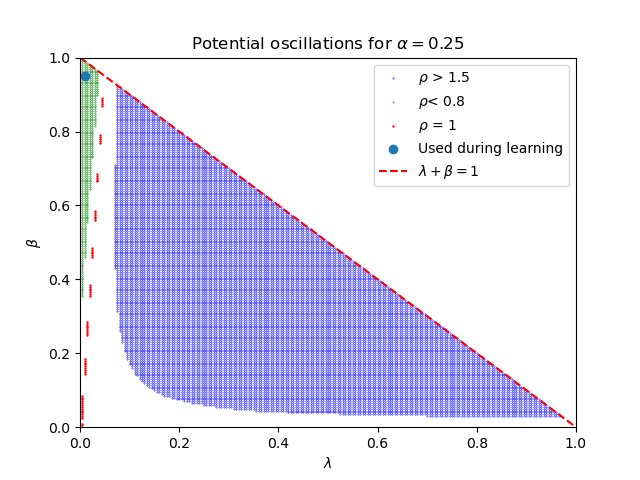 Potential oscillations for α = 0.25
ρ > 1.5
ρ< 0.8
ρ = 1
Used during learning
λ + β = 1
1.0
0.8
0.6
0.4
0.2
0.0
β
0.0 0.2 0.4 0.6 0.8 1.0
λ